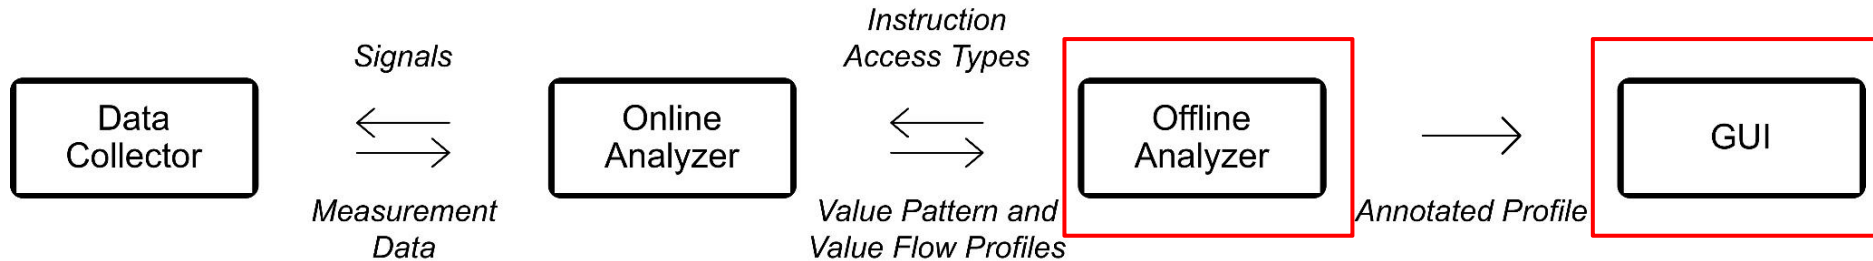 Instruction
Access Types
Signals
Data
Collector
Online
Analyzer
Offline
Analyzer
GUI
Measurement
Data
Value Pattern and
Value Flow Profiles
Annotated Profile